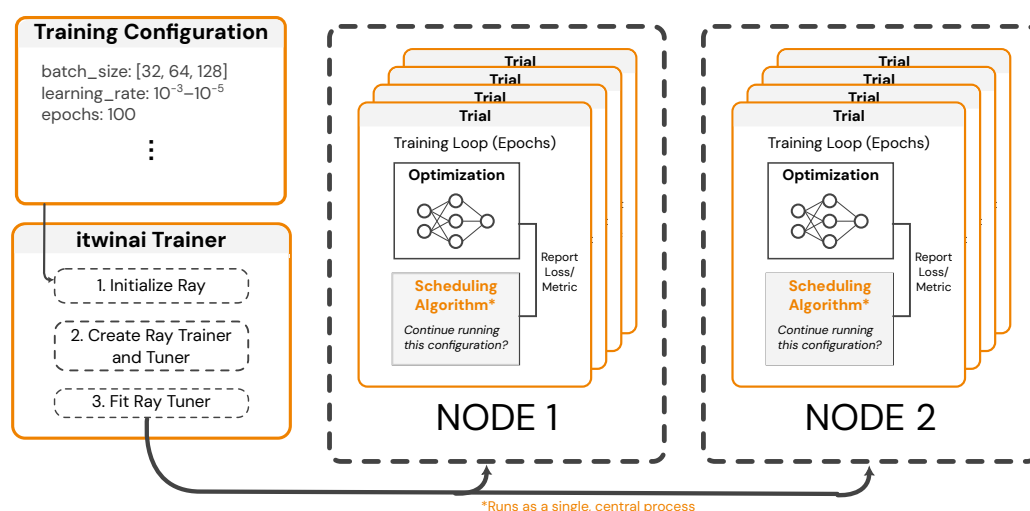 Training Configuration
batch_size: [32, 64, 128]
learning_rate: 10⁻³–10⁻⁵
epochs: 100
⋮
itwinai Trainer
1. Initialize Ray
2. Create Ray Trainer
and Tuner
3. Fit Ray Tuner
Trial
Trial
Trial
Trial
Training Loop (Epochs)
Optimization
Report
Loss/
Metric
Scheduling
Algorithm*
Continue running
this configuration?
NODE 1
Trial
Trial
Trial
Trial
Training Loop (Epochs)
Optimization
Report
Loss/
Metric
Scheduling
Algorithm*
Continue running
this configuration?
NODE 2
*Runs as a single, central process